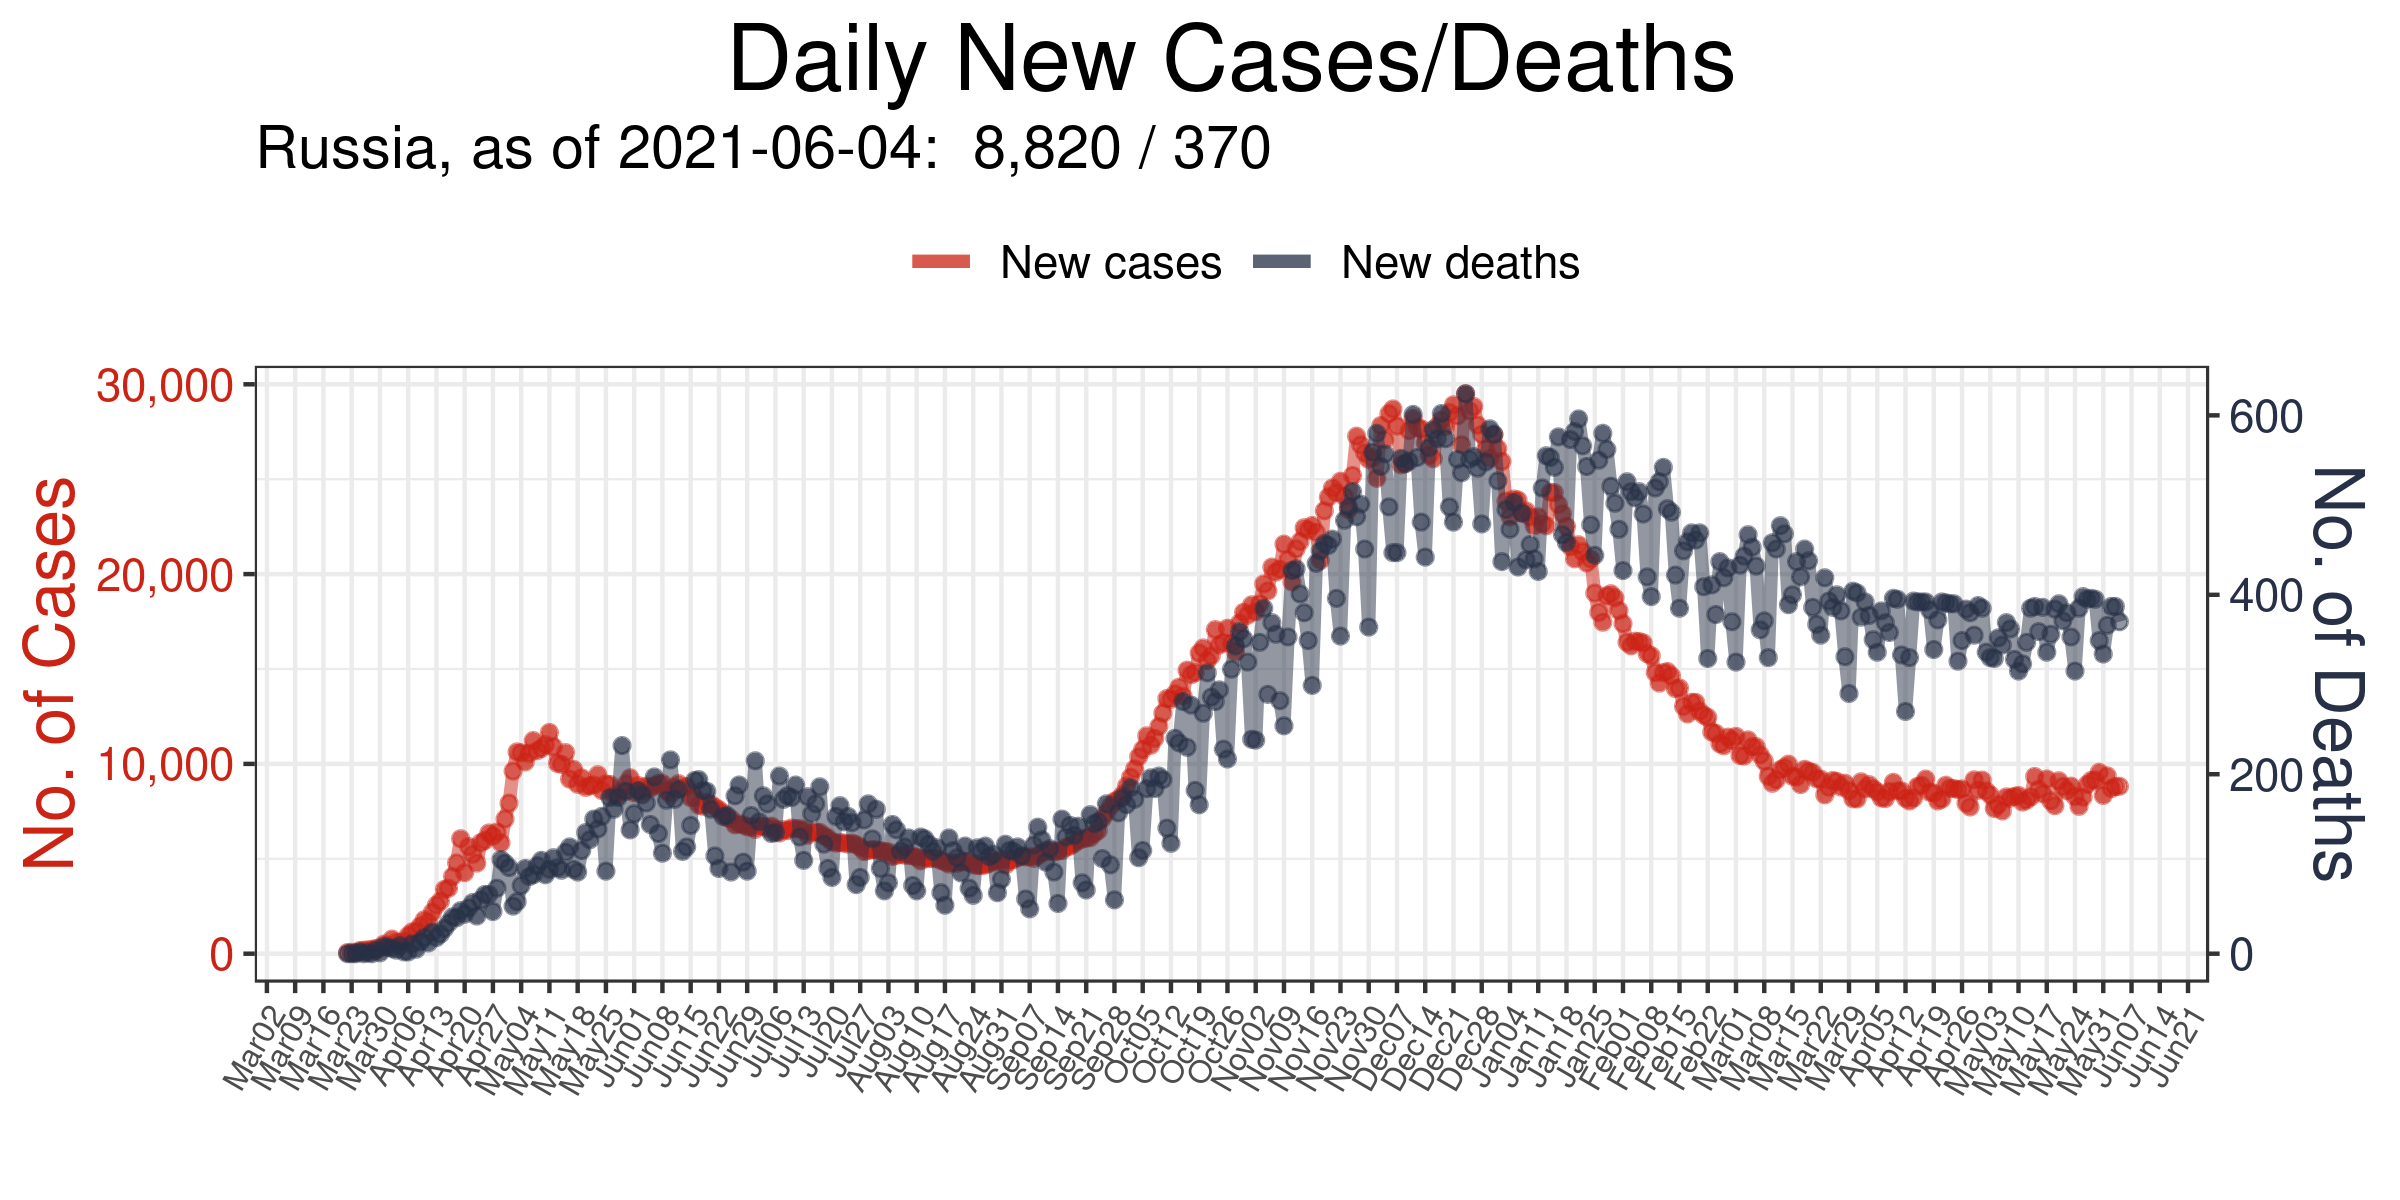 Daily New Cases/Deaths
Russia, as of 2021-06-04:  8,820 / 370
New cases
New deaths
No. of Cases
30,000
20,000
10,000
0
600
400
200
0
No. of Deaths
Mar02
Mar09
Mar16
Mar23
Mar30
Apr06
Apr13
Apr20
Apr27
May04
May11
May18
May25
Jun01
Jun08
Jun15
Jun22
Jun29
Jul06
Jul13
Jul20
Jul27
Aug03
Aug10
Aug17
Aug24
Aug31
Sep07
Sep14
Sep21
Sep28
Oct05
Oct12
Oct19
Oct26
Nov02
Nov09
Nov16
Nov23
Nov30
Dec07
Dec14
Dec21
Dec28
Jan04
Jan11
Jan18
Jan25
Feb01
Feb08
Feb15
Feb22
Mar01
Mar08
Mar15
Mar22
Mar29
Apr05
Apr12
Apr19
Apr26
May03
May10
May17
May24
May31
Jun07
Jun14
Jun21